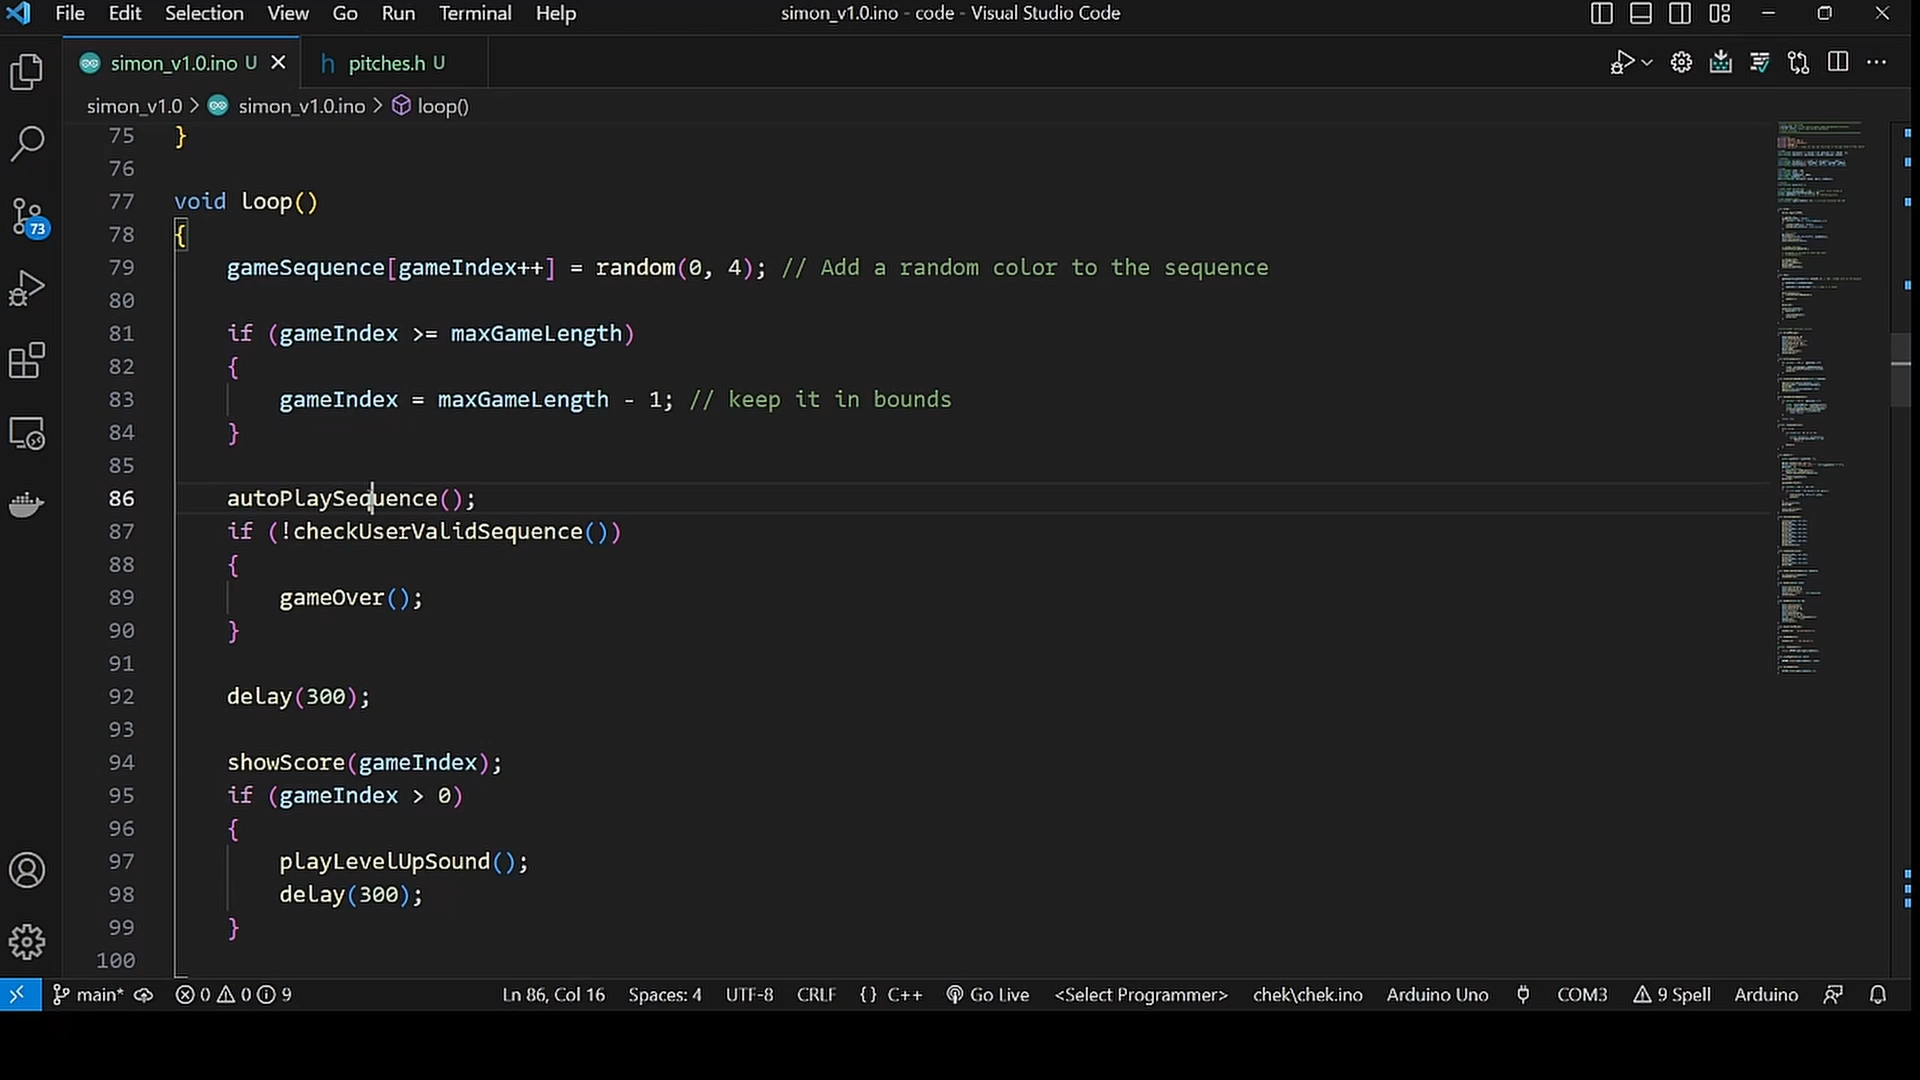 File Edit Selection View Go Run Terminal Help simon_v1.0.ino - code - Visual Studio Code
simon_v1.0.ino U pitches.h U
simon_v1.0 > simon_v1.0.ino > loop()
75 }
76
77 void loop()
78 {
79 gameSequence[gameIndex++] = random(0, 4); // Add a random color to the sequence
80
81 if (gameIndex >= maxGameLength)
82 {
83 gameIndex = maxGameLength - 1; // keep it in bounds
84 }
85
86 autoPlaySequence();
87 if (!checkUserValidSequence())
88 {
89 gameOver();
90 }
91
92 delay(300);
93
94 showScore(gameIndex);
95 if (gameIndex > 0)
96 {
97 playLevelUpSound();
98 delay(300);
99 }
100
73
main* 0 0 9 Ln 86, Col 16 Spaces: 4 UTF-8 CRLF {} C++ Go Live <Select Programmer> chek\chek.ino Arduino Uno COM3 9 Spell Arduino